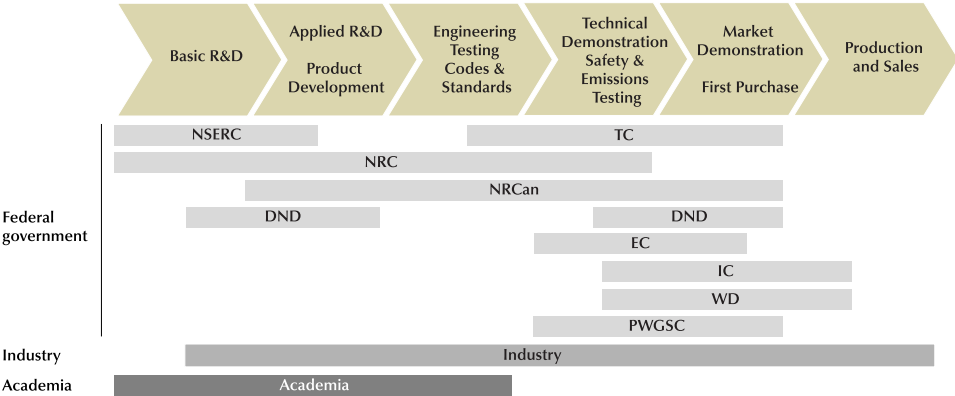 Basic R&D
Applied R&D
Product
Development
Engineering
Testing
Codes &
Standards
Technical
Demonstration
Safety &
Emissions
Testing
Market
Demonstration
First Purchase
Production
and Sales
Federal
government
NSERC
TC
NRC
NRCan
DND
DND
EC
IC
WD
PWGSC
Industry
Industry
Academia
Academia